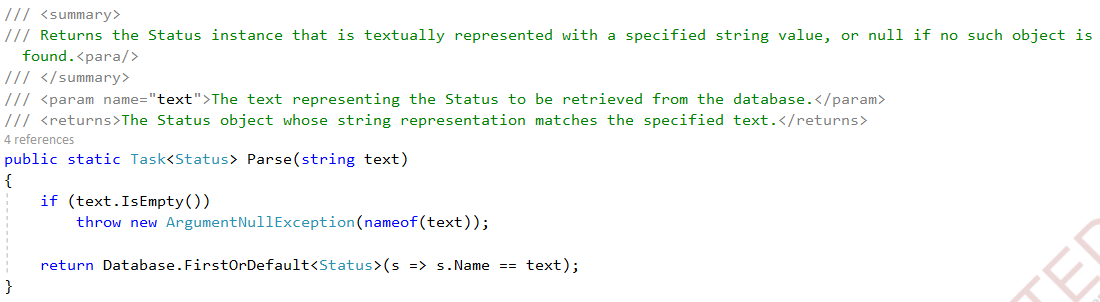 /// <summary>
/// Returns the Status instance that is textually represented with a specified string value, or null if no such object is
found.<para/>
/// </summary>
/// <param name="text">The text representing the Status to be retrieved from the database.</param>
/// <returns>The Status object whose string representation matches the specified text.</returns>
4 references
public static Task<Status> Parse(string text)
{
    if (text.IsEmpty())
        throw new ArgumentNullException(nameof(text));

    return Database.FirstOrDefault<Status>(s => s.Name == text);
}
TED